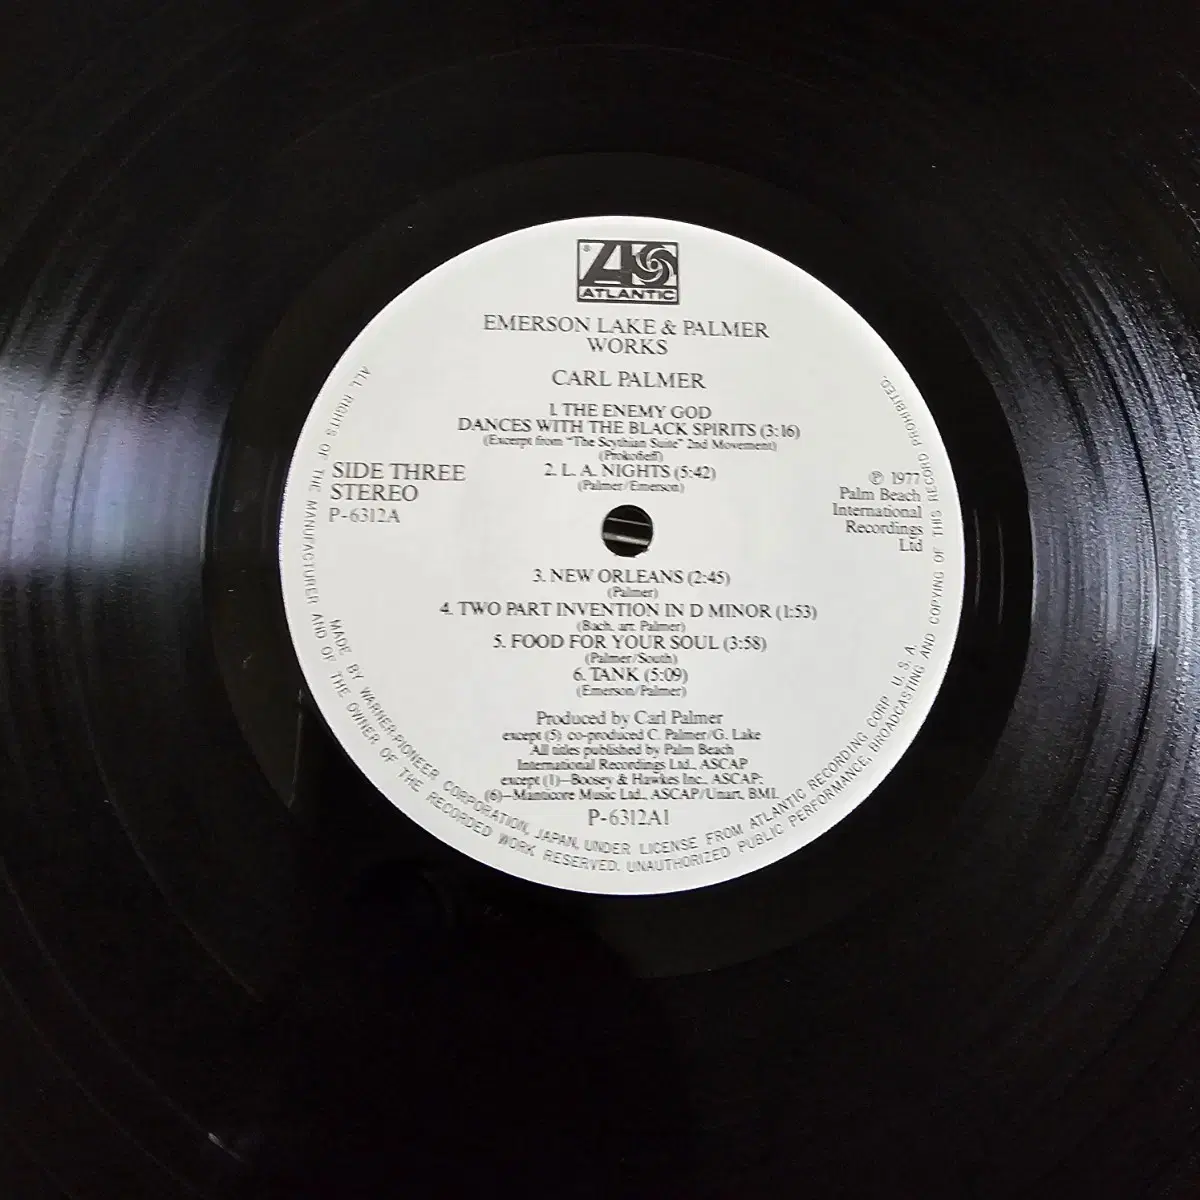 ®
ATLANTIC
EMERSON LAKE & PALMER
WORKS
CARL PALMER
1. THE ENEMY GOD
DANCES WITH THE BLACK SPIRITS (3:16)
(Excerpt from "The Scythian Suite" 2nd Movement)
(Prokofieff)
2. L. A. NIGHTS (5:42)
(Palmer/Emerson)
SIDE THREE
STEREO
P-6312A
℗ 1977
Palm Beach
International
Recordings
Ltd
3. NEW ORLEANS (2:45)
(Palmer)
4. TWO PART INVENTION IN D MINOR (1:53)
(Bach, arr. Palmer)
5. FOOD FOR YOUR SOUL (3:58)
(Palmer/South)
6. TANK (5:09)
(Emerson/Palmer)
Produced by Carl Palmer
except (5) co-produced C. Palmer/G. Lake
All titles published by Palm Beach
International Recordings Ltd., ASCAP
except (1)—Boosey & Hawkes Inc., ASCAP;
(6)—Manticore Music Ltd., ASCAP/Unart, BMI.
P-6312A1
MADE BY WARNER-PIONEER CORPORATION, JAPAN, UNDER LICENSE FROM ATLANTIC RECORDING CORP. U. S. A.
ALL RIGHTS OF THE MANUFACTURER AND OF THE OWNER OF THE RECORDED WORK RESERVED. UNAUTHORIZED PUBLIC PERFORMANCE, BROADCASTING AND COPYING OF THIS RECORD PROHIBITED.